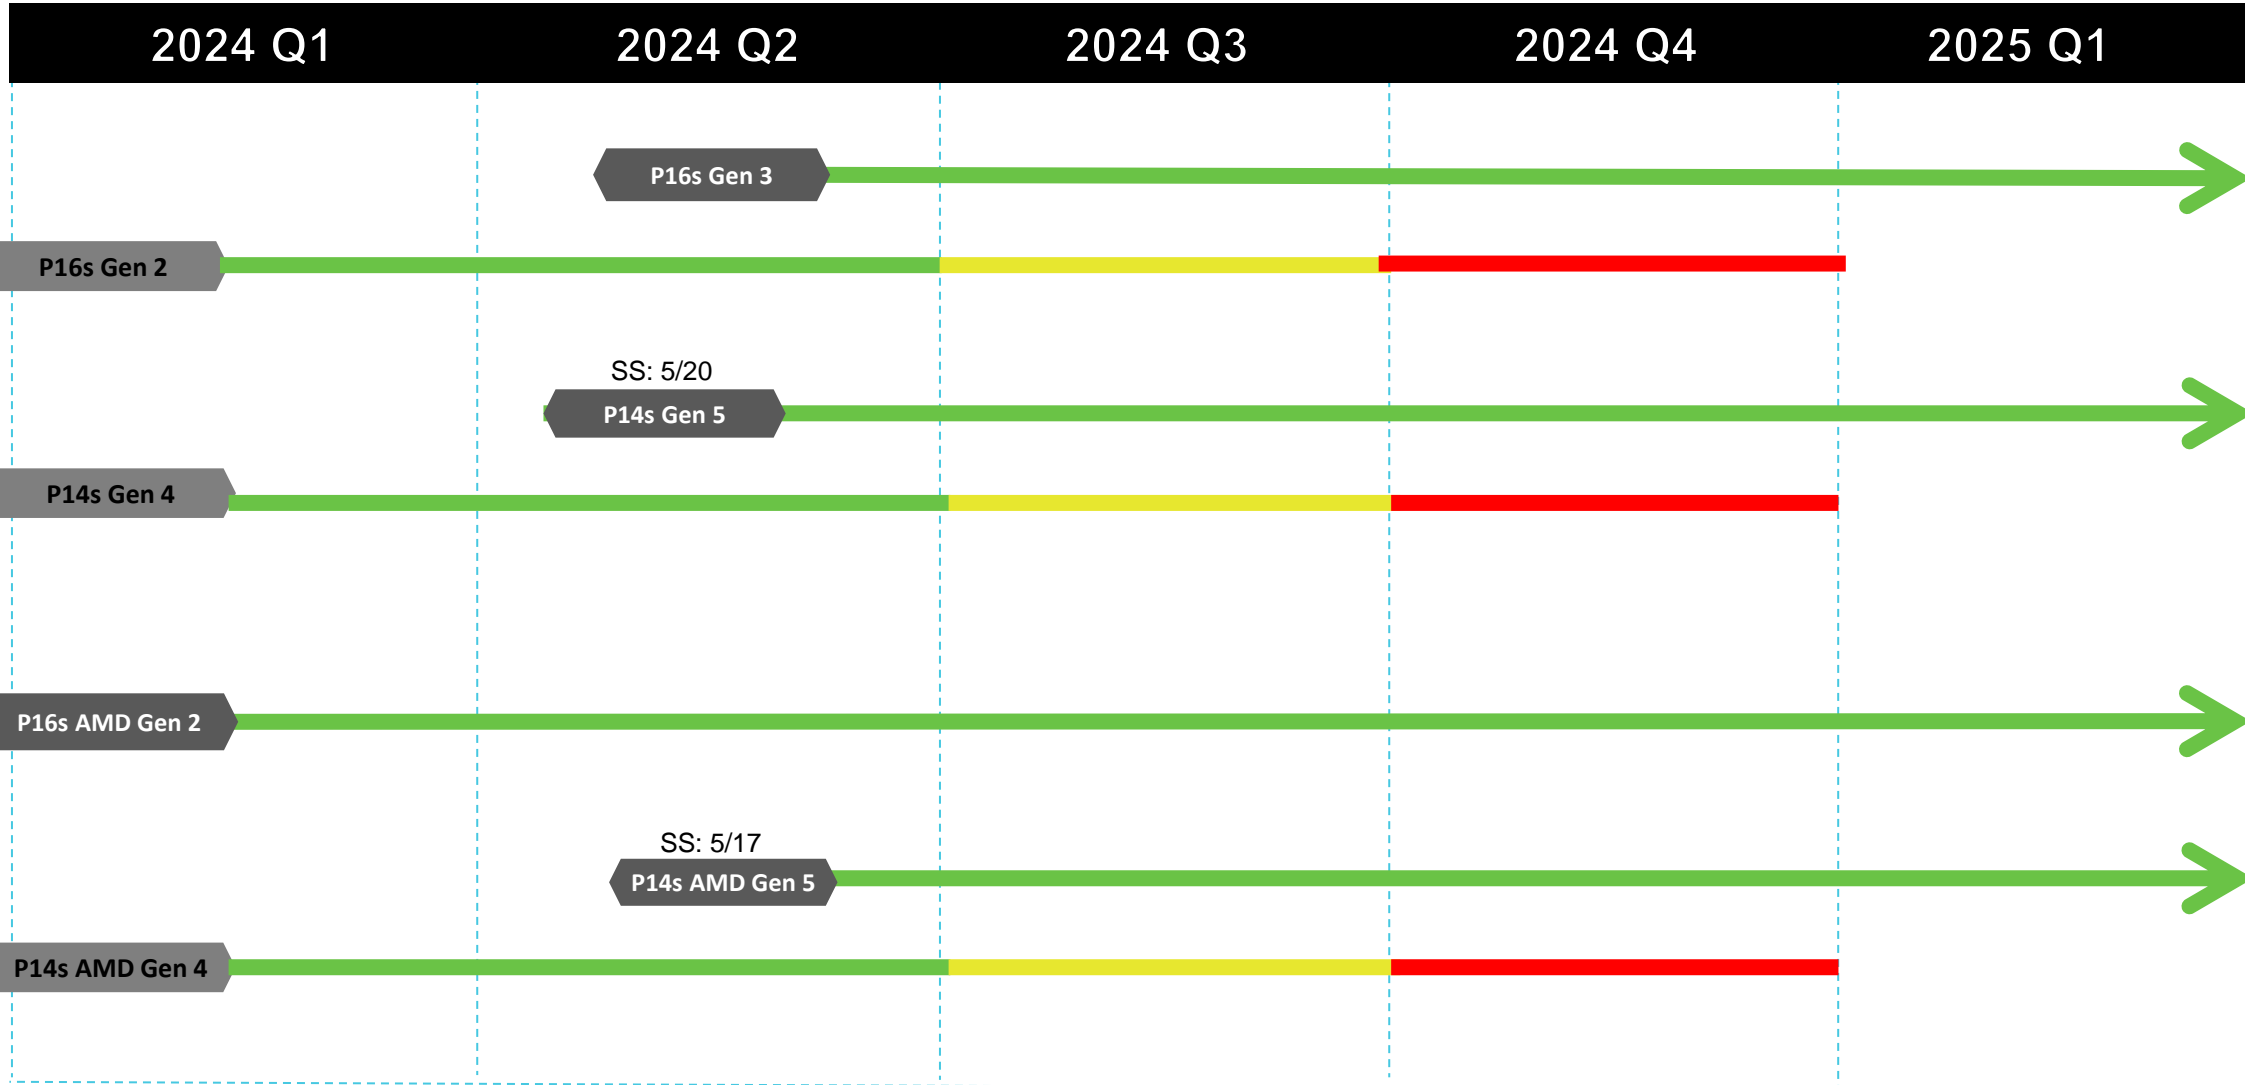 2024 Q1 2024 Q2 2024 Q3 2024 Q4 2025 Q1
P16s Gen 3
P16s Gen 2
SS: 5/20
P14s Gen 5
P14s Gen 4
P16s AMD Gen 2
SS: 5/17
P14s AMD Gen 5
P14s AMD Gen 4